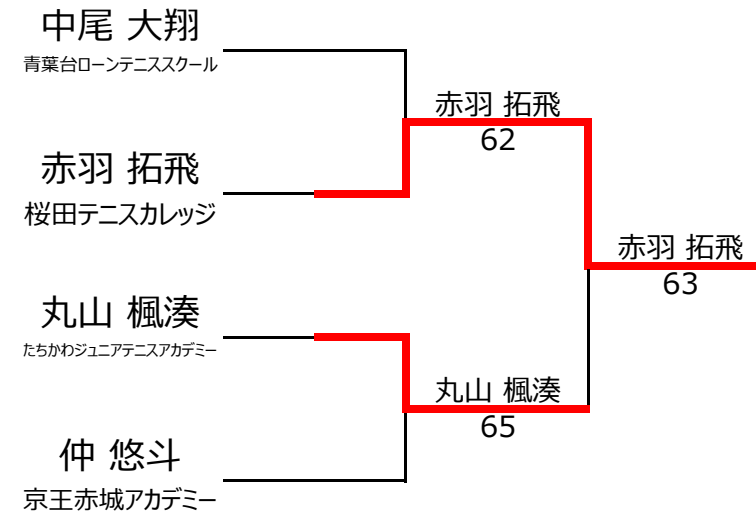 中尾 大翔
青葉台ローンテニススクール
赤羽 拓飛
62
赤羽 拓飛
桜田テニスカレッジ
赤羽 拓飛
63
丸山 楓湊
たちかわジュニアテニスアカデミー
丸山 楓湊
65
仲 悠斗
京王赤城アカデミー